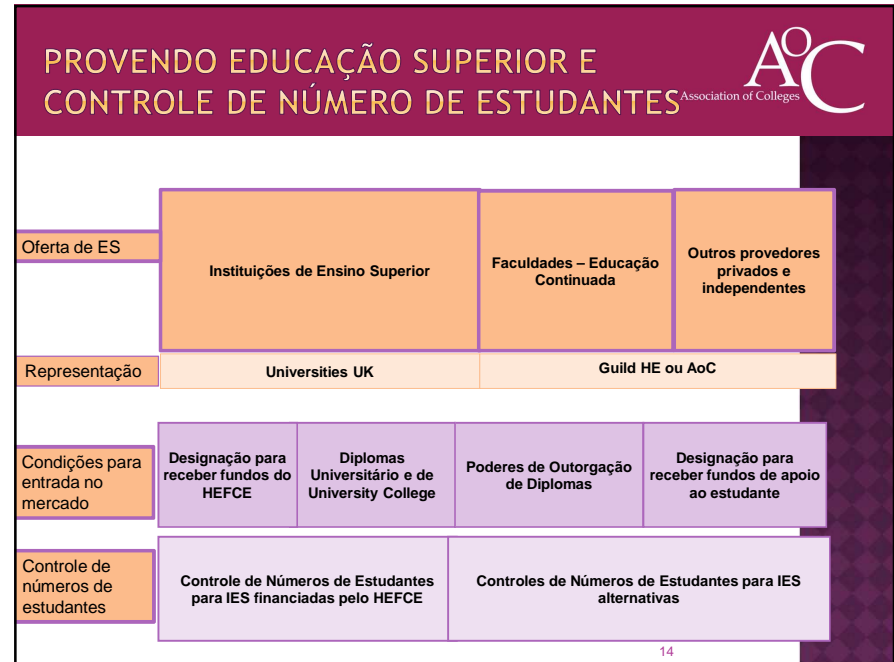 PROVENDO EDUCAÇÃO SUPERIOR E
CONTROLE DE NÚMERO DE ESTUDANTES
AoC
Association of Colleges
Oferta de ES
Instituições de Ensino Superior
Faculdades – Educação
Continuada
Outros provedores
privados e
independentes
Representação
Universities UK
Guild HE ou AoC
Condições para
entrada no
mercado
Designação para
receber fundos do
HEFCE
Diplomas
Universitário e de
University College
Poderes de Outorgação
de Diplomas
Designação para
receber fundos de apoio
ao estudante
Controle de
números de
estudantes
Controle de Números de Estudantes
para IES financiadas pelo HEFCE
Controles de Números de Estudantes para IES
alternativas
14